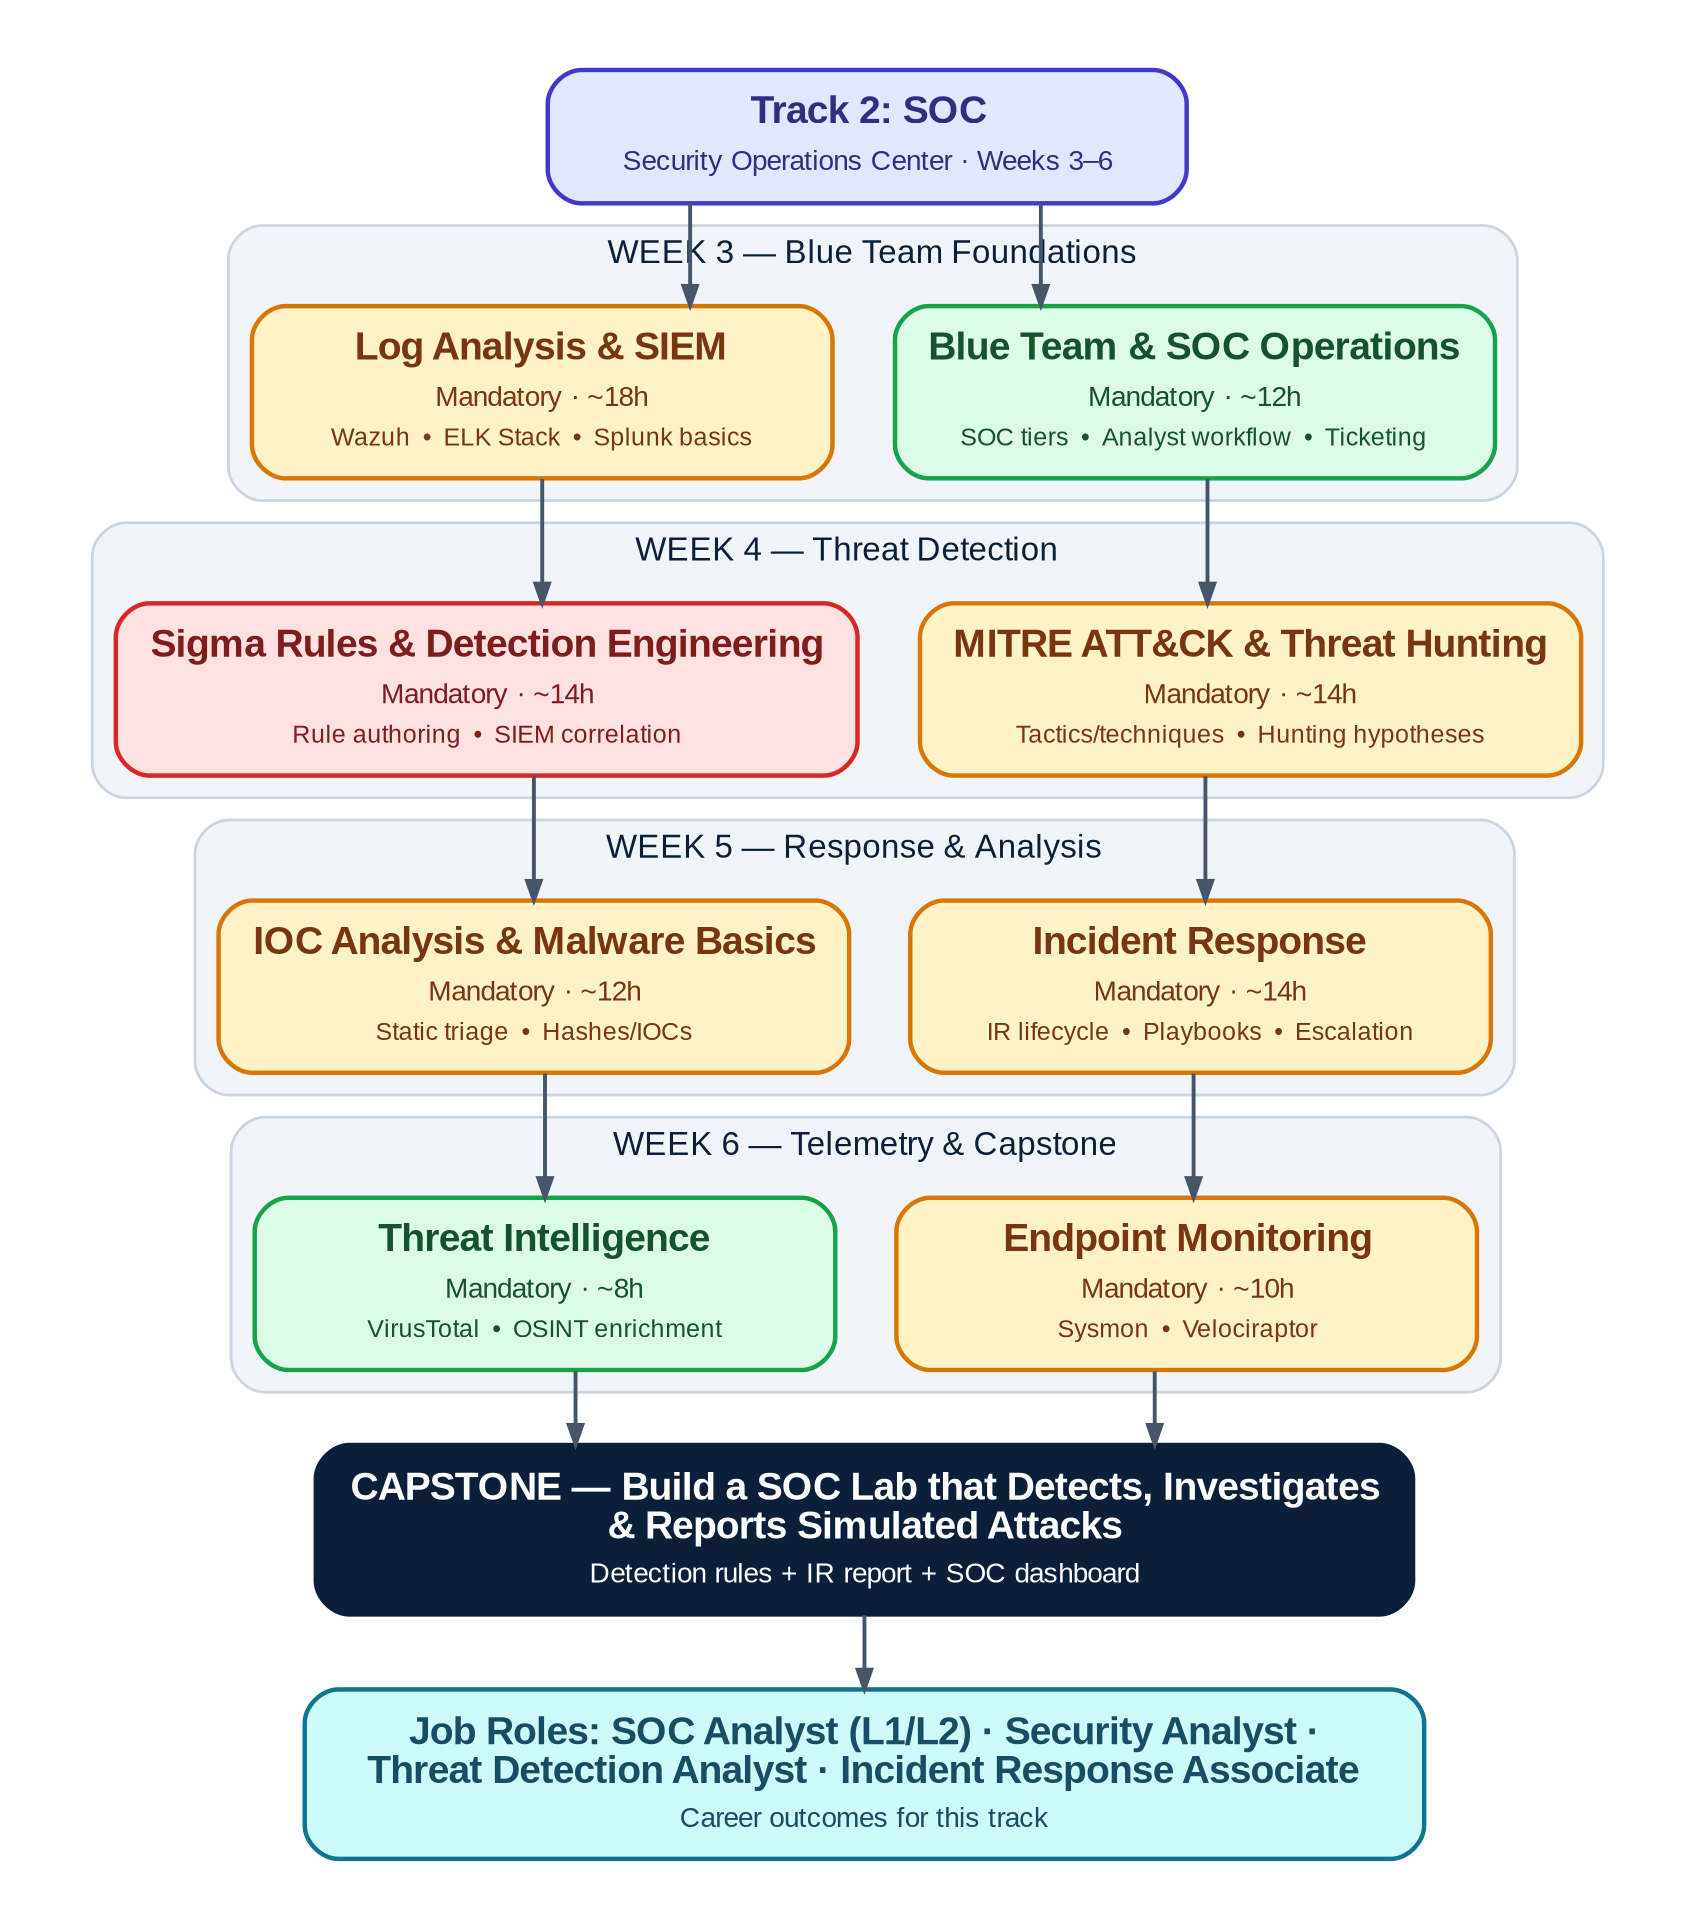 Track 2: SOC
Security Operations Center · Weeks 3–6
WEEK 3 — Blue Team Foundations
Log Analysis & SIEM
Mandatory · ~18h
Wazuh • ELK Stack • Splunk basics
Blue Team & SOC Operations
Mandatory · ~12h
SOC tiers • Analyst workflow • Ticketing
WEEK 4 — Threat Detection
Sigma Rules & Detection Engineering
Mandatory · ~14h
Rule authoring • SIEM correlation
MITRE ATT&CK & Threat Hunting
Mandatory · ~14h
Tactics/techniques • Hunting hypotheses
WEEK 5 — Response & Analysis
IOC Analysis & Malware Basics
Mandatory · ~12h
Static triage • Hashes/IOCs
Incident Response
Mandatory · ~14h
IR lifecycle • Playbooks • Escalation
WEEK 6 — Telemetry & Capstone
Threat Intelligence
Mandatory · ~8h
VirusTotal • OSINT enrichment
Endpoint Monitoring
Mandatory · ~10h
Sysmon • Velociraptor
CAPSTONE — Build a SOC Lab that Detects, Investigates
& Reports Simulated Attacks
Detection rules + IR report + SOC dashboard
Job Roles: SOC Analyst (L1/L2) · Security Analyst ·
Threat Detection Analyst · Incident Response Associate
Career outcomes for this track